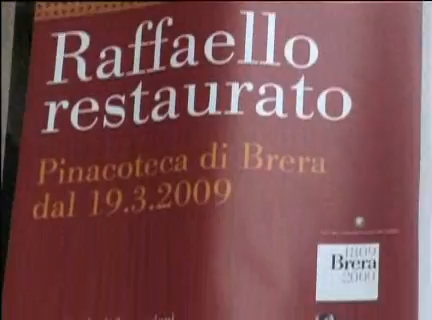 Raffaello
restaurato
Pinacoteca di Brera
dal 19.3.2009
1809
Brera
2009